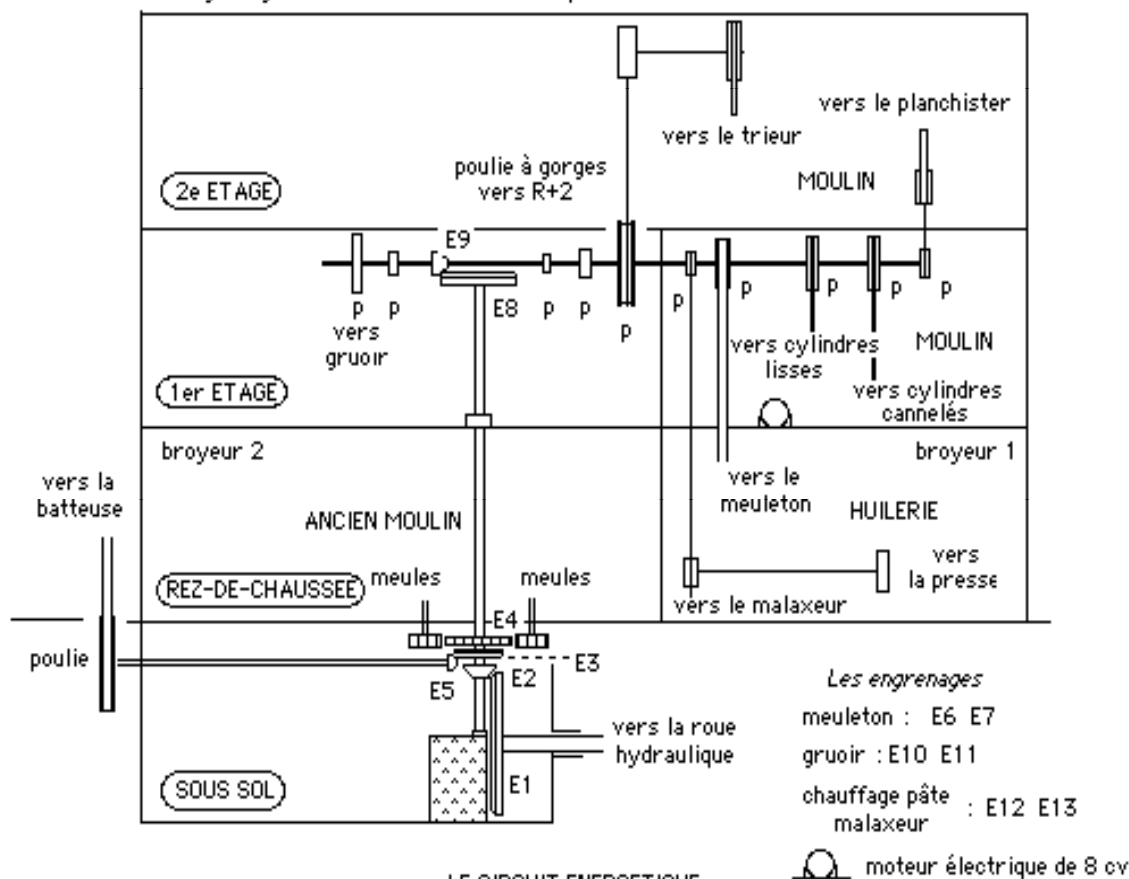 vers le planchister
vers le trieur
poulie à gorges
vers R+2
MOULIN
2e ETAGE
E9
E8
p
p
p
p
p
p
p
p
p
p
vers
gruoir
vers cylindres
lisses
MOULIN
1er ETAGE
vers cylindres
cannelés
broyeur 2
broyeur 1
vers la
batteuse
vers le
meuleton
ANCIEN MOULIN
HUILERIE
REZ-DE-CHAUSSEE
meules
meules
vers
la presse
vers le malaxeur
E4
poulie
E3
E5
E2
Les engrenages
vers la roue
hydraulique
meuleton : E6 E7
gruoir : E10 E11
SOUS SOL
E1
chauffage pâte
malaxeur : E12 E13
moteur électrique de 8 cv